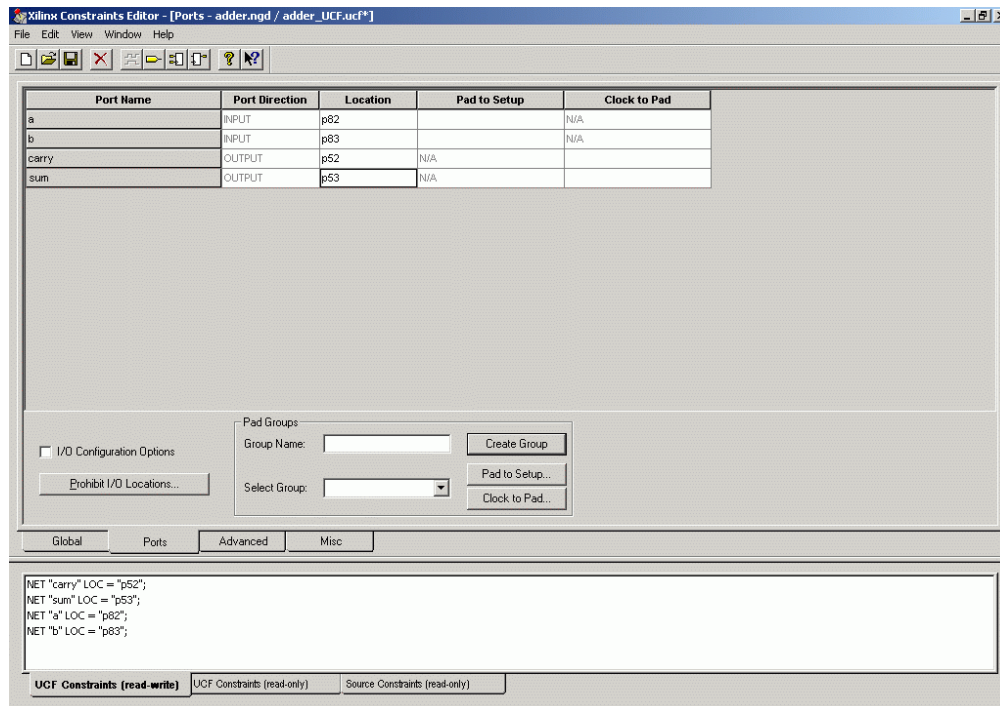 Xilinx Constraints Editor - [Ports - adder.ngd / adder_UCF.ucf*]
File Edit View Window Help
Port Name Port Direction Location Pad to Setup Clock to Pad
a INPUT p82 N/A
b INPUT p83 N/A
carry OUTPUT p52 N/A
sum OUTPUT p53 N/A
Pad Groups
I/O Configuration Options Group Name: Create Group
Prohibit I/O Locations... Select Group: Pad to Setup...
Clock to Pad...
Global Ports Advanced Misc
NET "carry" LOC = "p52";
NET "sum" LOC = "p53";
NET "a" LOC = "p82";
NET "b" LOC = "p83";
UCF Constraints (read-write) UCF Constraints (read-only) Source Constraints (read-only)